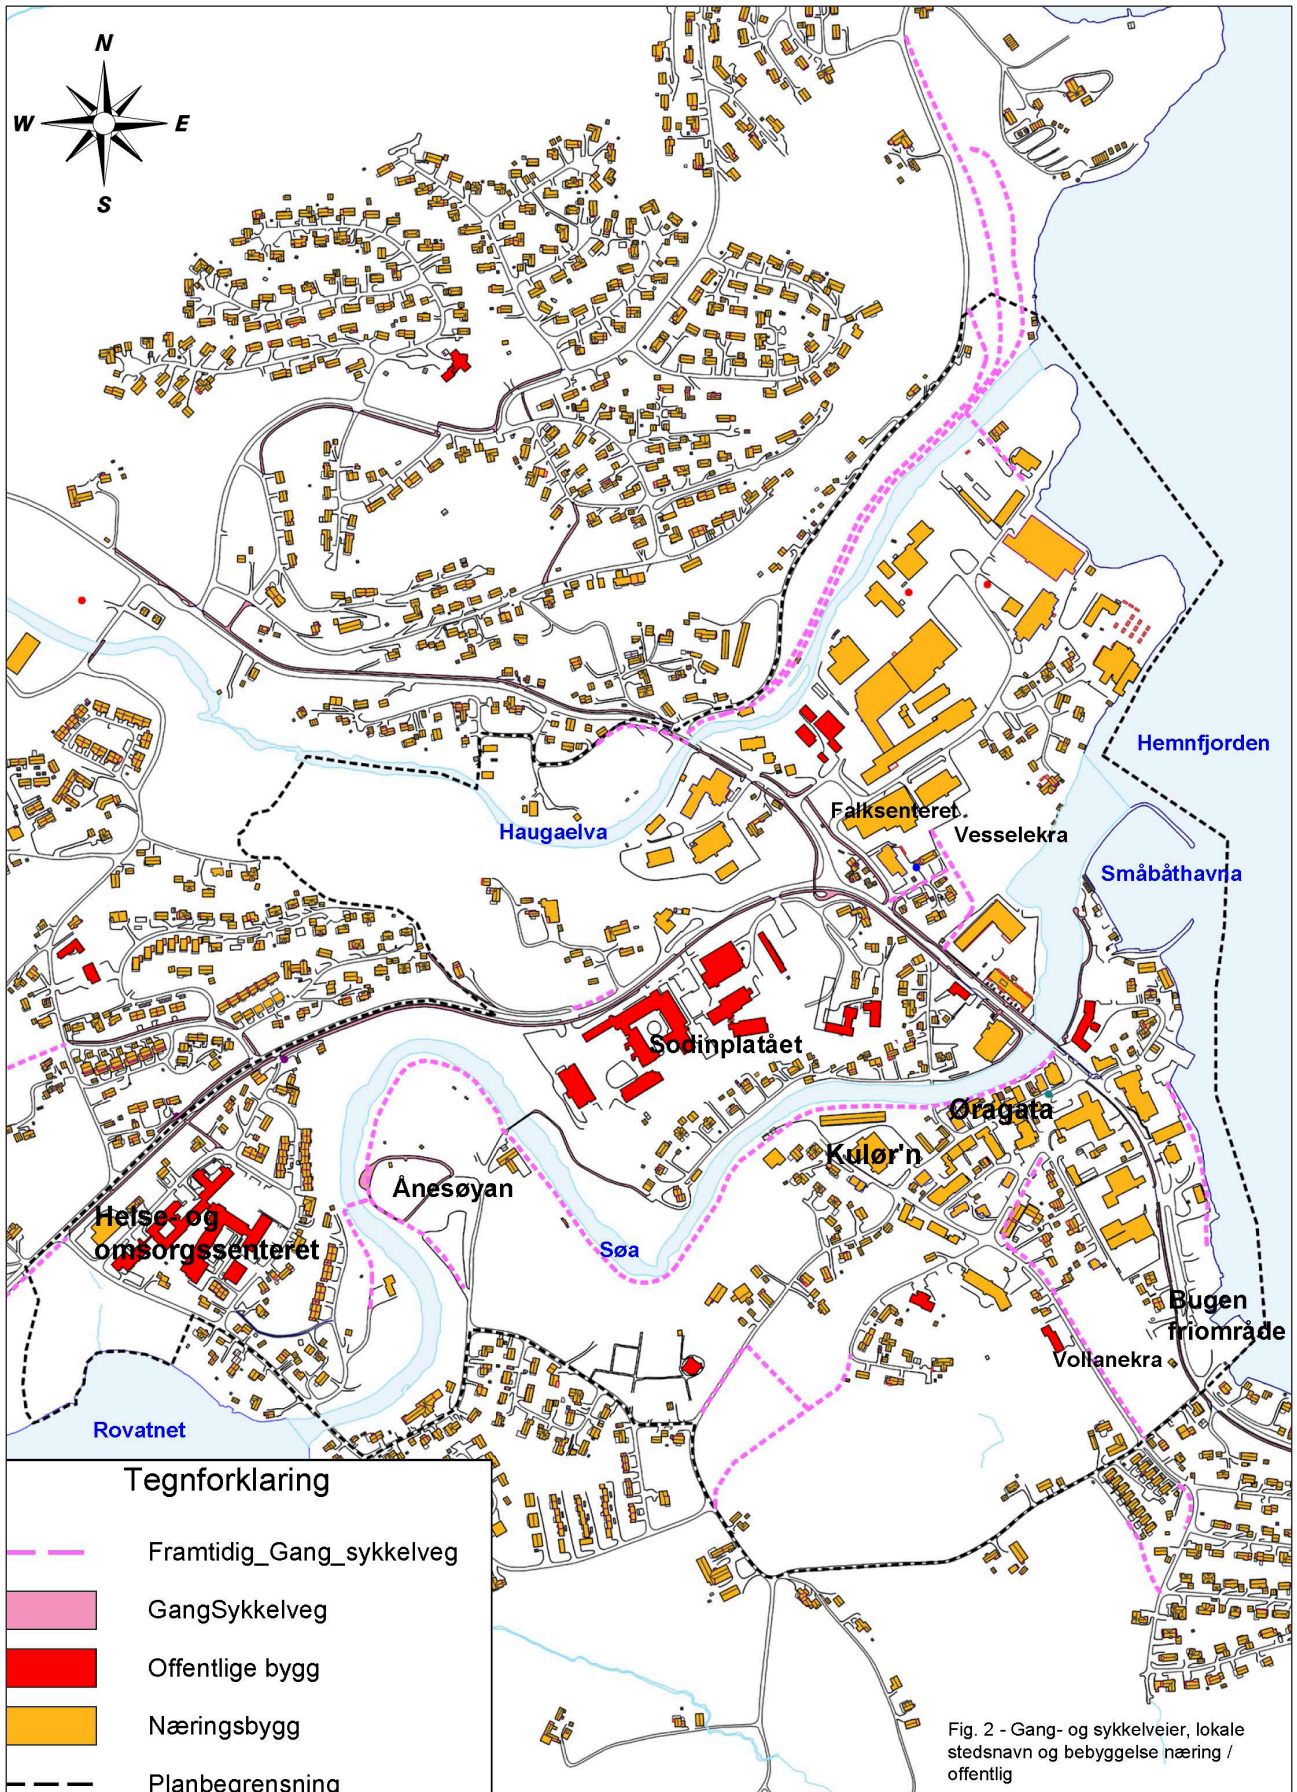 N
W E
S
Hemnfjorden
Falksenteret
Haugaelva
Vesselekra
Småbåthavna
Sodinplatået
Øragata
Kulør'n
Ånesøyan
Helse- og
omsorgssenteret
Søa
Bugen
friområde
Vollanekra
Rovatnet
Tegnforklaring
Framtidig_Gang_sykkelveg
GangSykkelveg
Offentlige bygg
Næringsbygg
Planbegrensning
Fig. 2 - Gang- og sykkelveier, lokale
stedsnavn og bebyggelse næring /
offentlig